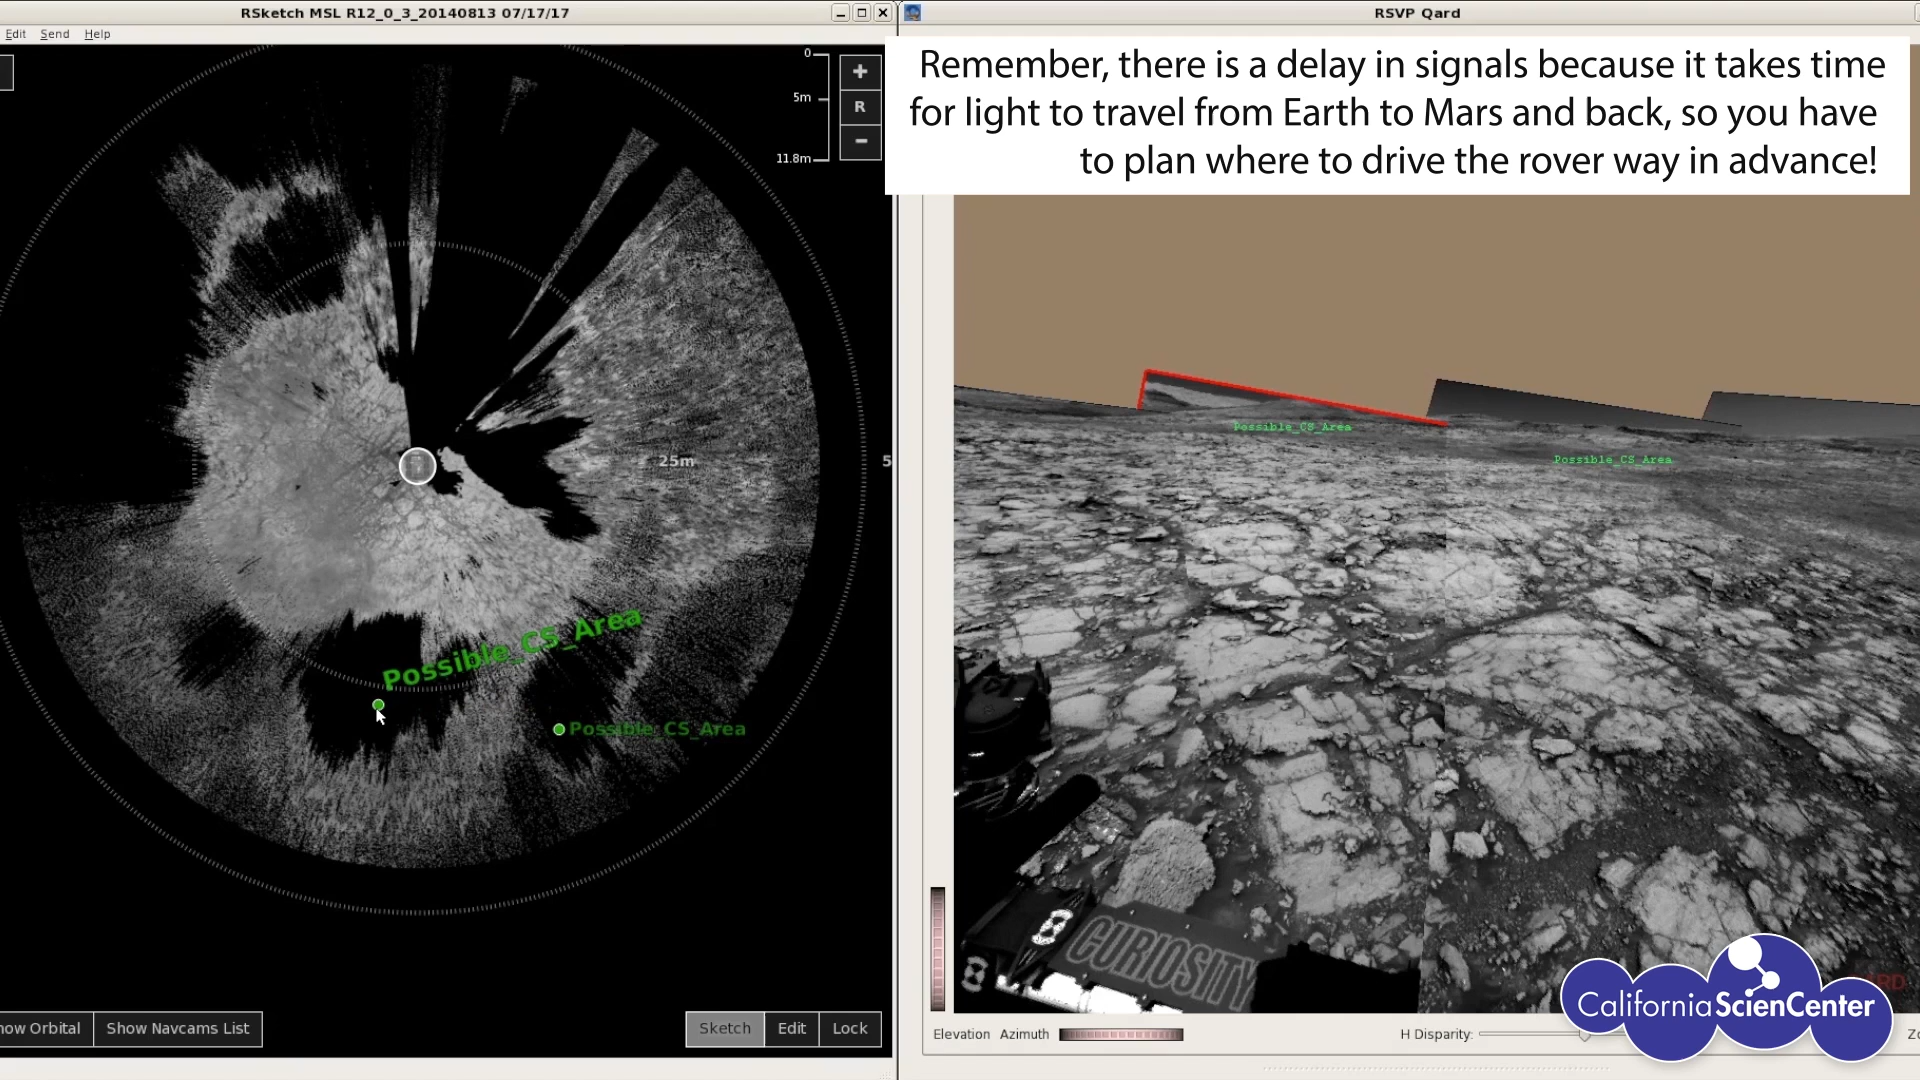 RSketch MSL R12_0_3_20140813 07/17/17
RSVP Qard
Edit Send Help
Remember, there is a delay in signals because it takes time
for light to travel from Earth to Mars and back, so you have
to plan where to drive the rover way in advance!
0
5m
11.8m
+
R
−
25m
5
Possible_CS_Area
Possible_CS_Area
Possible_CS_Area
Possible_CS_Area
CURIOSITY
California ScienCenter
now Orbital
Show Navcams List
Sketch
Edit
Lock
Elevation Azimuth
H Disparity: